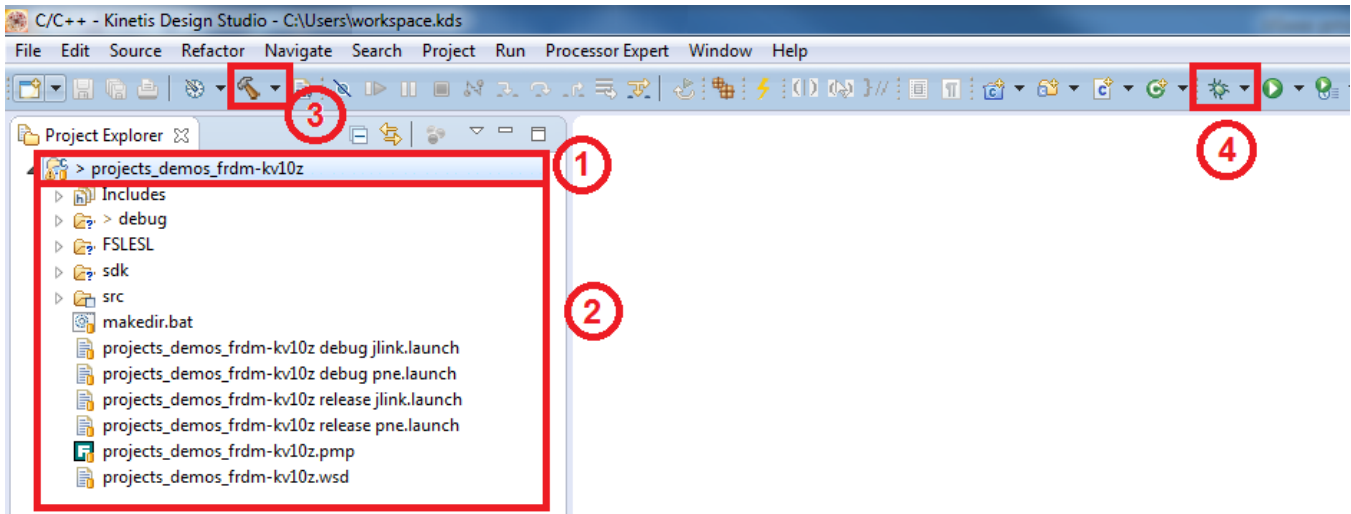 C/C++ - Kinetis Design Studio - C:\Users\workspace.kds
File Edit Source Refactor Navigate Search Project Run Processor Expert Window Help
3
4
Project Explorer
1
> projects_demos_frdm-kv10z
Includes
> debug
FSLESL
sdk
src
2
makedir.bat
projects_demos_frdm-kv10z debug jlink.launch
projects_demos_frdm-kv10z debug pne.launch
projects_demos_frdm-kv10z release jlink.launch
projects_demos_frdm-kv10z release pne.launch
projects_demos_frdm-kv10z.pmp
projects_demos_frdm-kv10z.wsd